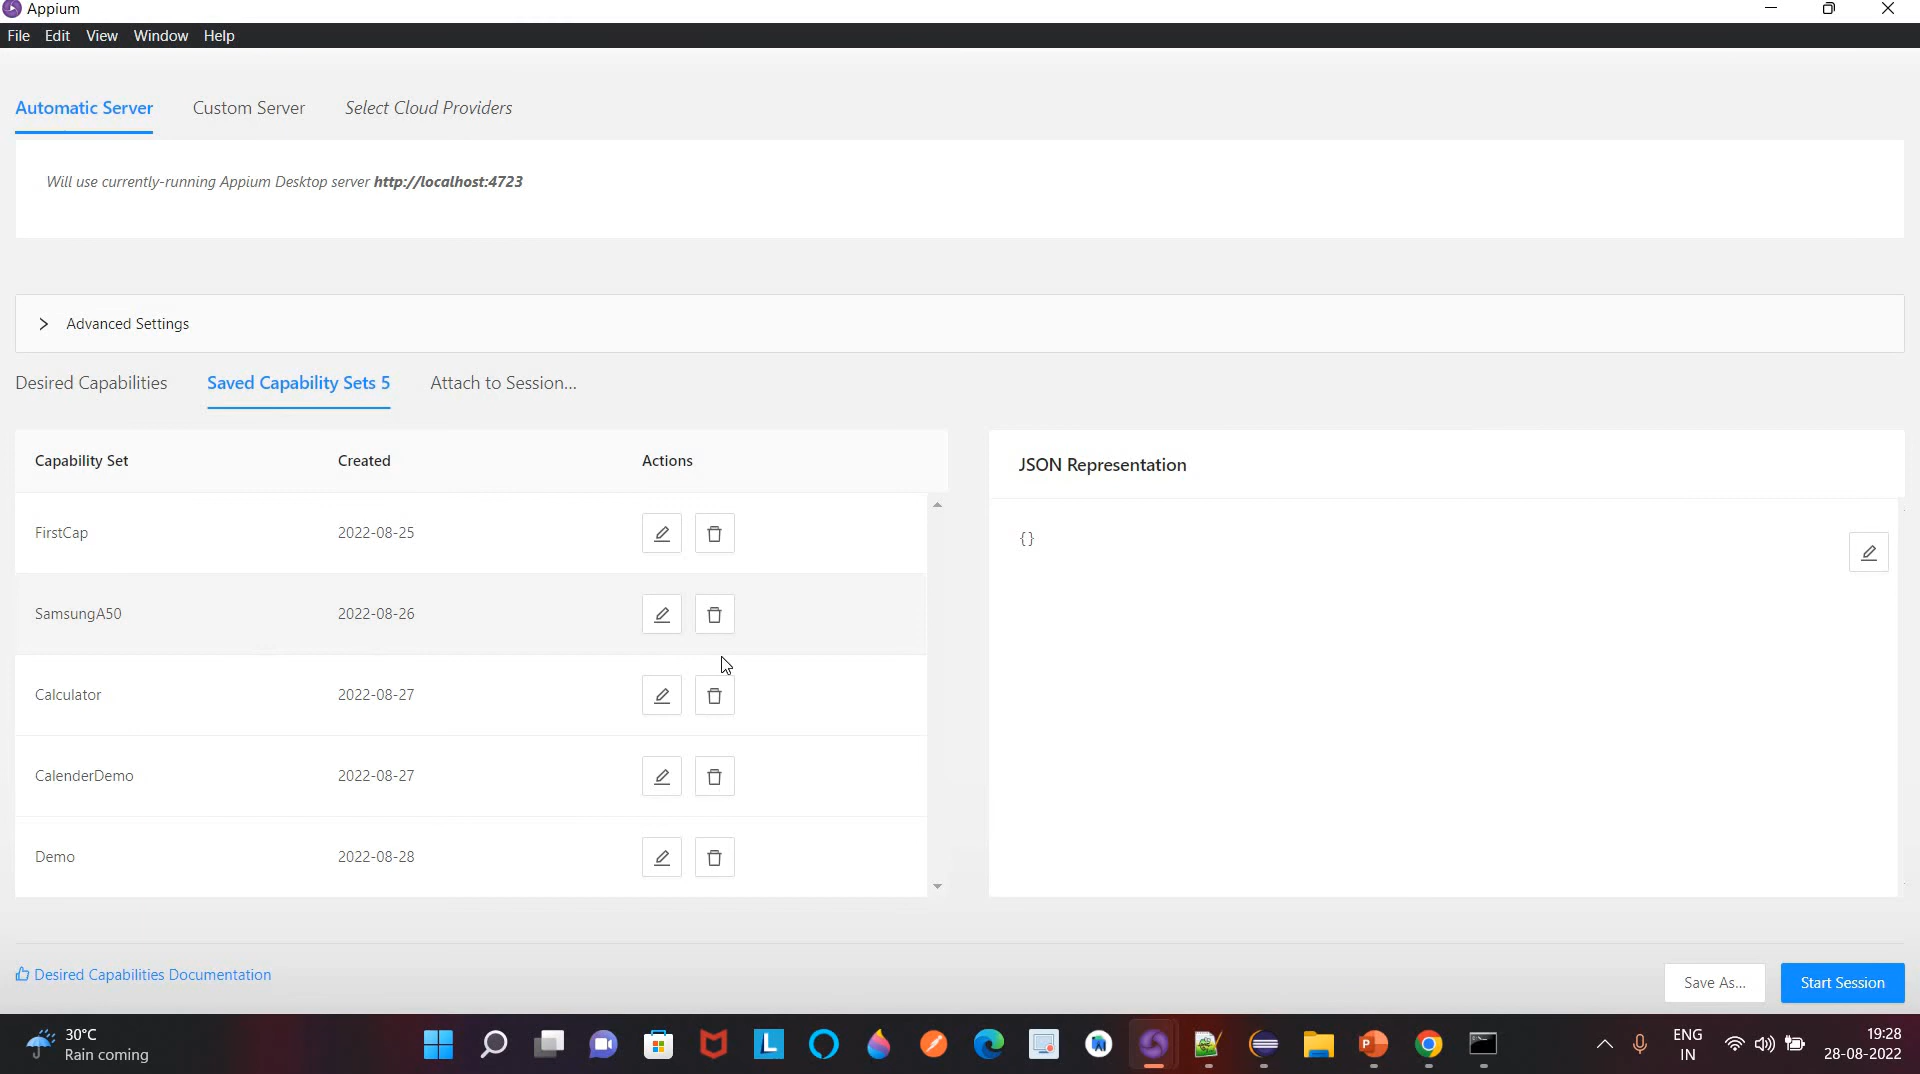 Appium
File Edit View Window Help
Automatic Server Custom Server Select Cloud Providers
Will use currently-running Appium Desktop server http://localhost:4723
Advanced Settings
Desired Capabilities Saved Capability Sets 5 Attach to Session...
Capability Set Created Actions
FirstCap 2022-08-25
SamsungA50 2022-08-26
Calculator 2022-08-27
CalenderDemo 2022-08-27
Demo 2022-08-28
JSON Representation
{}
Desired Capabilities Documentation
Save As... Start Session
30°C
Rain coming
ENG
IN
19:28
28-08-2022